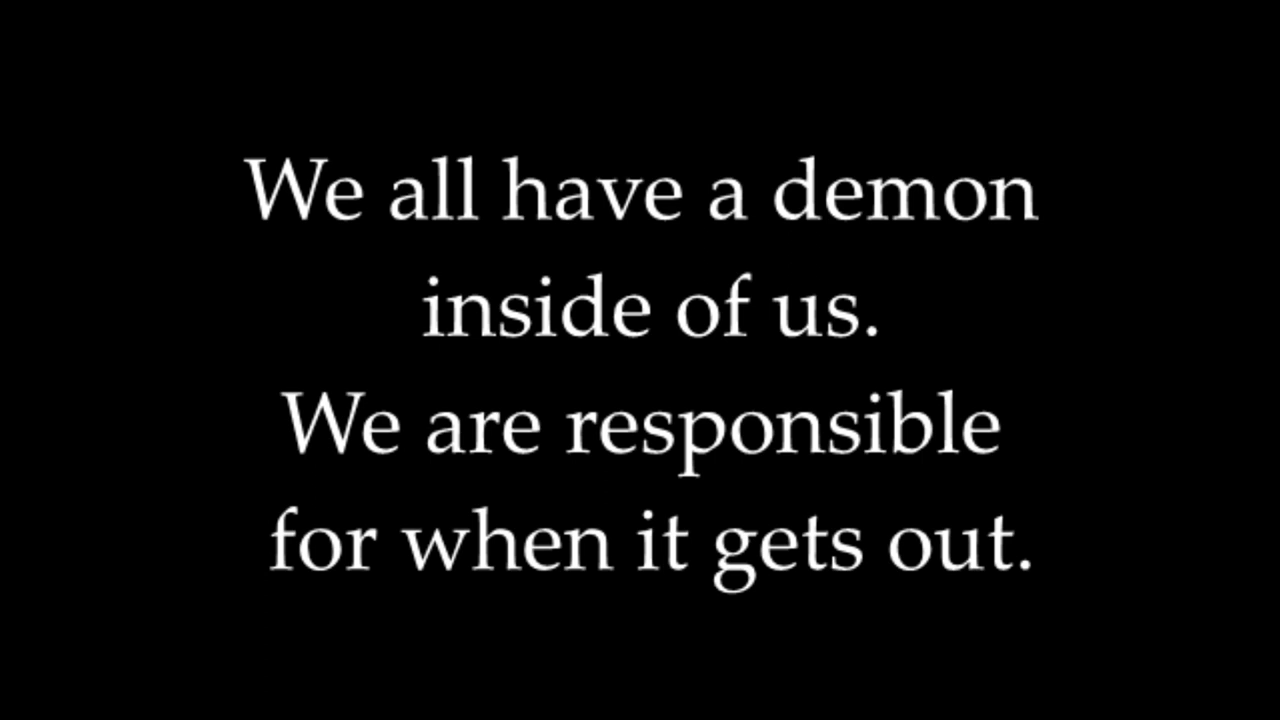 We all have a demon
inside of us.
We are responsible
for when it gets out.